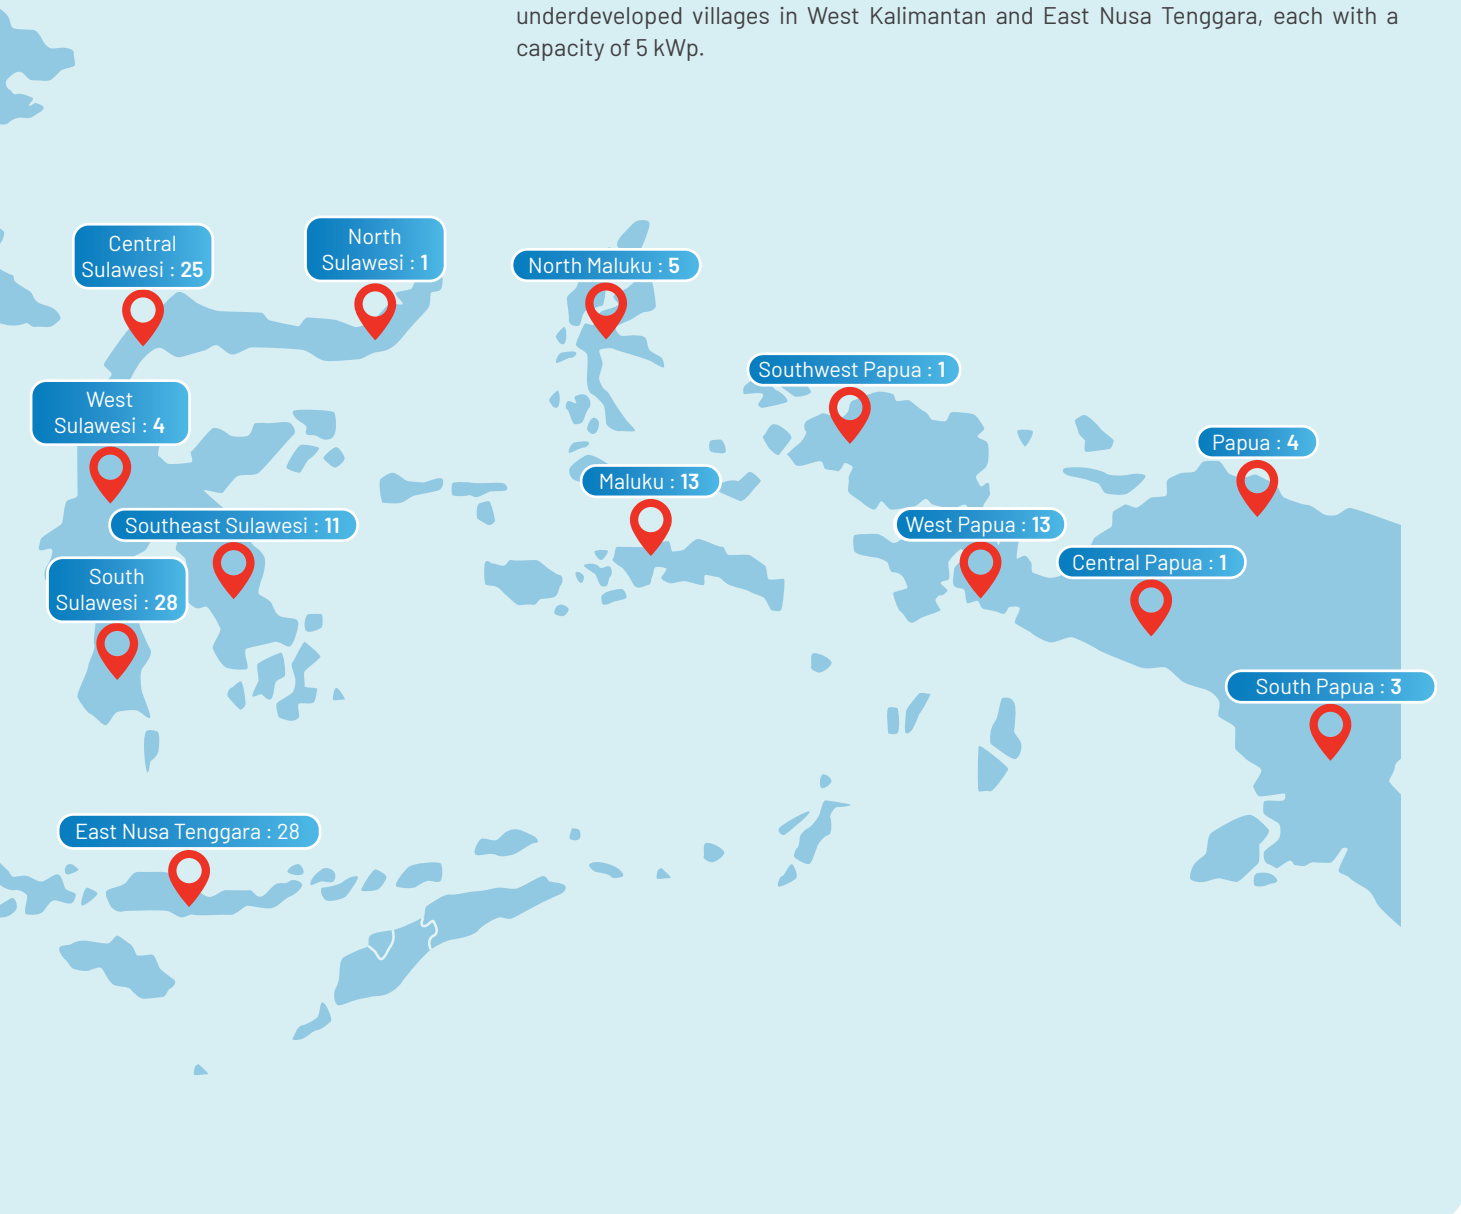 underdeveloped villages in West Kalimantan and East Nusa Tenggara, each with a
capacity of 5 kWp.
Central
Sulawesi : 25
North
Sulawesi : 1
North Maluku : 5
Southwest Papua : 1
West
Sulawesi : 4
Papua : 4
Maluku : 13
Southeast Sulawesi : 11
West Papua : 13
Central Papua : 1
South
Sulawesi : 28
South Papua : 3
East Nusa Tenggara : 28